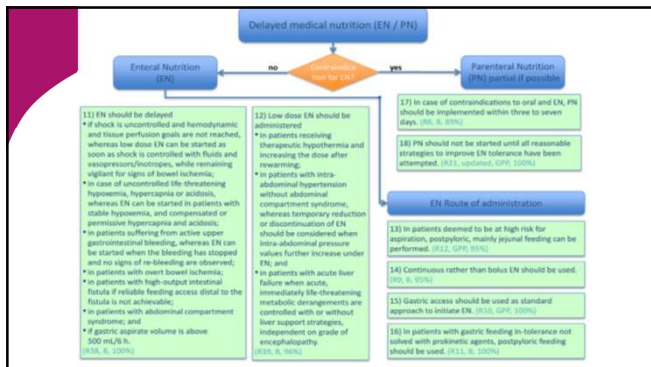 Delayed medical nutrition (EN / PN)
Enteral Nutrition
(EN)
no
Contraindica
tion for EN?
yes
Parenteral Nutrition
(PN) partial if possible
11) EN should be delayed
• if shock is uncontrolled and hemodynamic
and tissue perfusion goals are not reached,
whereas low dose EN can be started as
soon as shock is controlled with fluids and
vasopressors/inotropes, while remaining
vigilant for signs of bowel ischemia;
• in case of uncontrolled life-threatening
hypoxemia, hypercapnia or acidosis,
whereas EN can be started in patients with
stable hypoxemia, and compensated or
permissive hypercapnia and acidosis;
• in patients suffering from active upper
gastrointestinal bleeding, whereas EN can
be started when the bleeding has stopped
and no signs of re-bleeding are observed;
• in patients with overt bowel ischemia;
• in patients with high-output intestinal
fistula if reliable feeding access distal to
the fistula is not achievable;
• in patients with abdominal compartment
syndrome; and
• if gastric aspirate volume is above
500 mL/6 h.
(R38, B, 100%)
12) Low dose EN should be
administered
• in patients receiving
therapeutic hypothermia and
increasing the dose after
rewarming;
• in patients with intra-
abdominal hypertension
without abdominal
compartment syndrome,
whereas temporary reduction
or discontinuation of EN
should be considered when
intra-abdominal pressure
values further increase under
EN; and
• in patients with acute liver
failure when acute,
immediately life-threatening
metabolic derangements are
controlled with or without
liver support strategies,
independent on grade of
encephalopathy.
(R39, B, 96%)
17) In case of contraindications to oral and EN, PN
should be implemented within three to seven
days. (R6, B, 89%)
18) PN should not be started until all reasonable
strategies to improve EN tolerance have been
attempted. (R21, updated, GPP, 100%)
EN Route of administration
13) In patients deemed to be at high risk for
aspiration, postpyloric, mainly jejunal feeding can be
performed. (R12, GPP, 95%)
14) Continuous rather than bolus EN should be used.
(R9, B, 95%)
15) Gastric access should be used as standard
approach to initiate EN. (R10, GPP, 100%)
16) In patients with gastric feeding in-tolerance not
solved with prokinetic agents, postpyloric feeding
should be used. (R11, B, 100%)